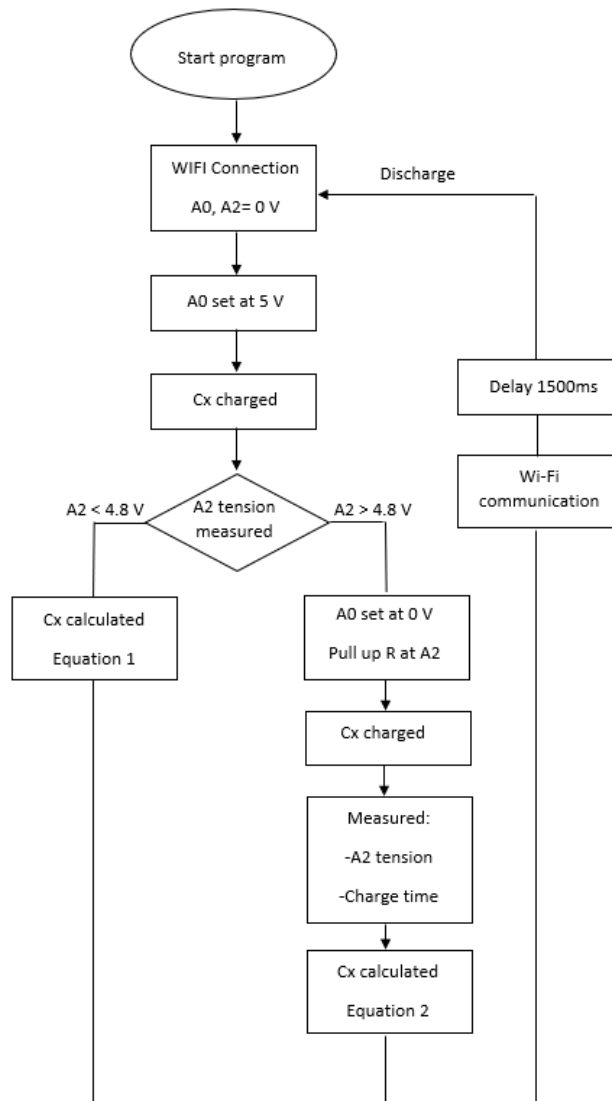 Start program
WIFI Connection
A0, A2= 0 V
Discharge
A0 set at 5 V
Cx charged
Delay 1500ms
Wi-Fi
communication
A2 < 4.8 V
A2 tension
measured
A2 > 4.8 V
Cx calculated
Equation 1
A0 set at 0 V
Pull up R at A2
Cx charged
Measured:
-A2 tension
-Charge time
Cx calculated
Equation 2